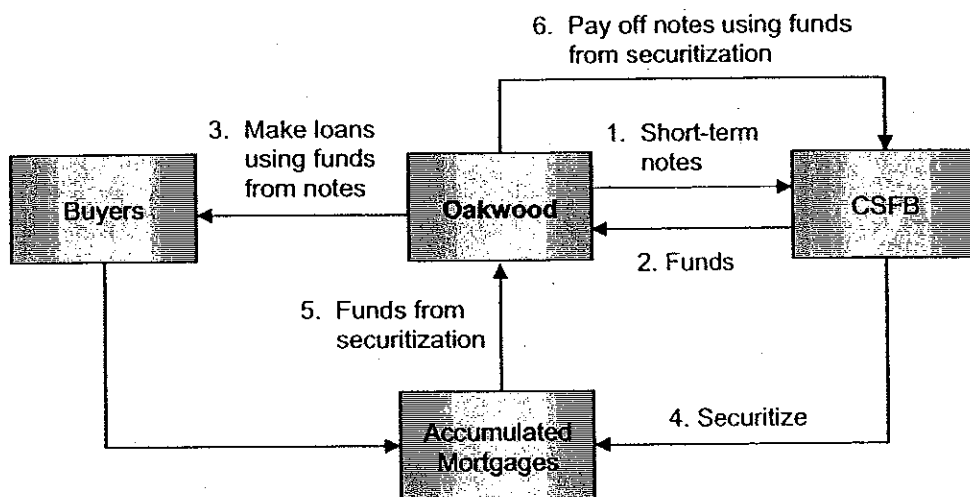 6. Pay off notes using funds
from securitization
3. Make loans
using funds
from notes
1. Short-term
notes
Buyers
Oakwood
CSFB
2. Funds
5. Funds from
securitization
4. Securitize
Accumulated
Mortgages